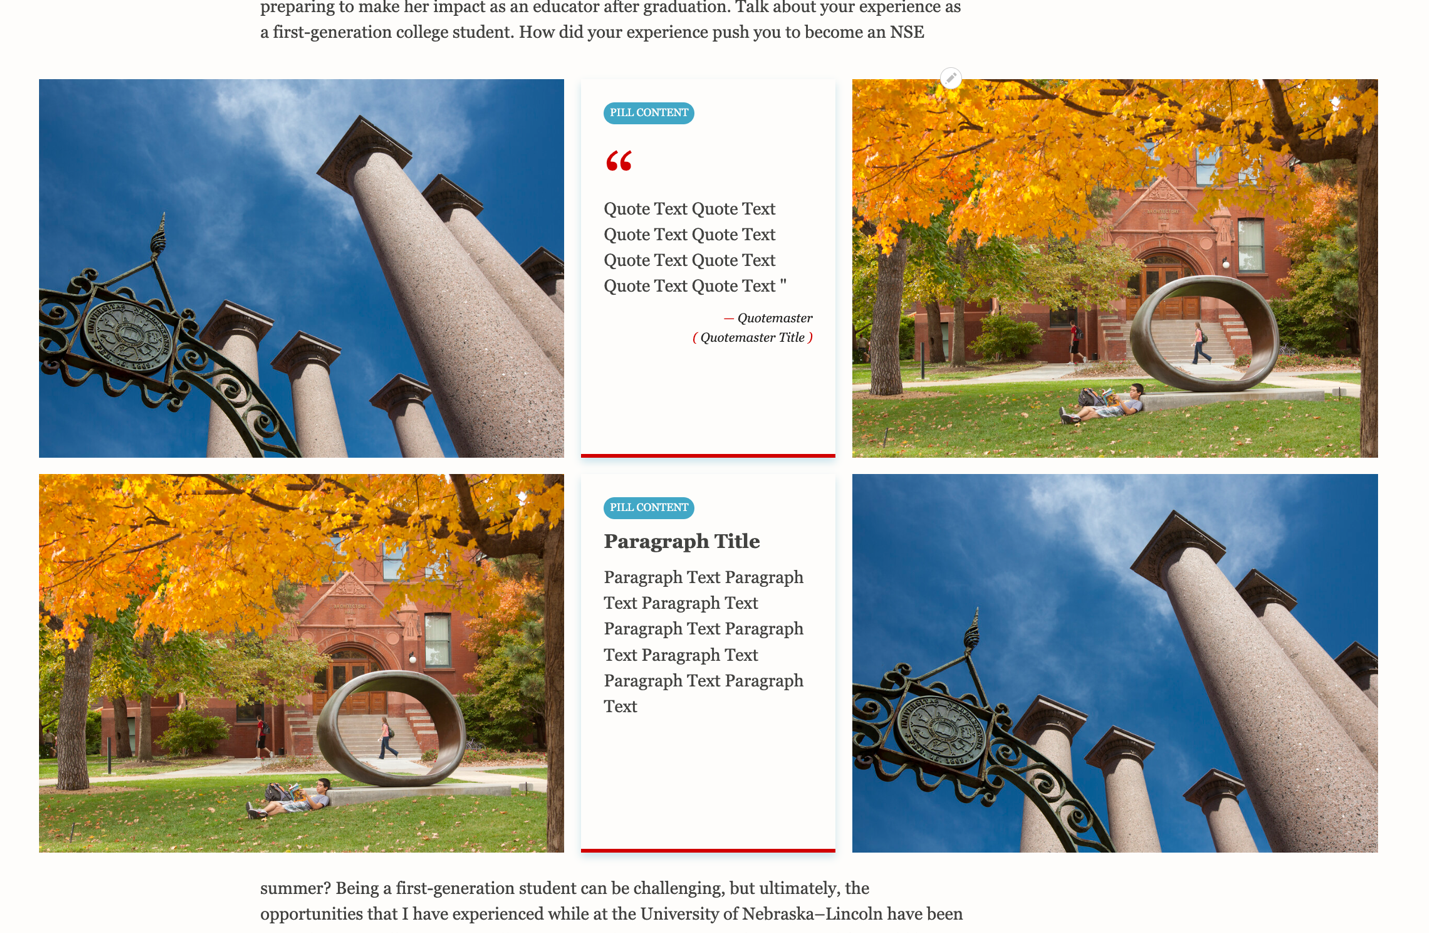 preparing to make her impact as an educator after graduation. Talk about your experience as
a first-generation college student. How did your experience push you to become an NSE
PILL CONTENT
“
Quote Text Quote Text
Quote Text Quote Text
Quote Text Quote Text
Quote Text Quote Text "
— Quotemaster
( Quotemaster Title )
PILL CONTENT
Paragraph Title
Paragraph Text Paragraph
Text Paragraph Text
Paragraph Text Paragraph
Text Paragraph Text
Paragraph Text Paragraph
Text
summer? Being a first-generation student can be challenging, but ultimately, the
opportunities that I have experienced while at the University of Nebraska–Lincoln have been